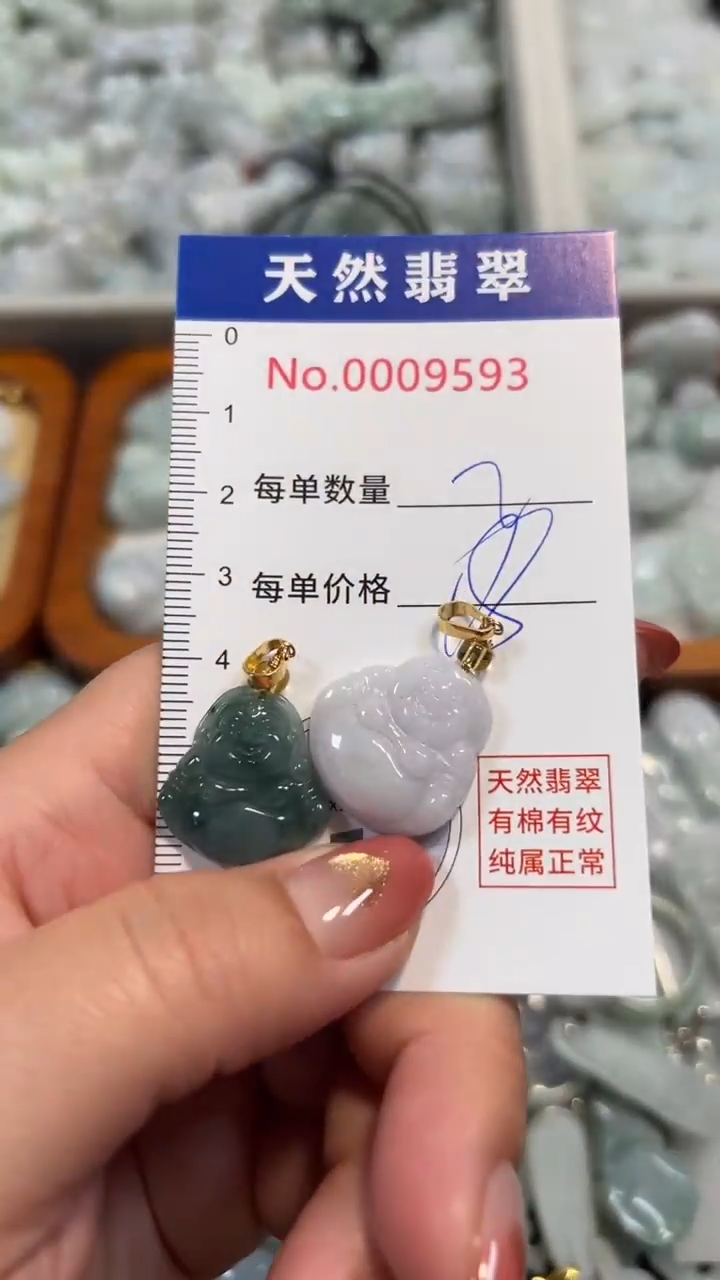 天然翡翠
0
No.0009593
1
2 每单数量
3 每单价格
4
天然翡翠
有棉有纹
纯属正常